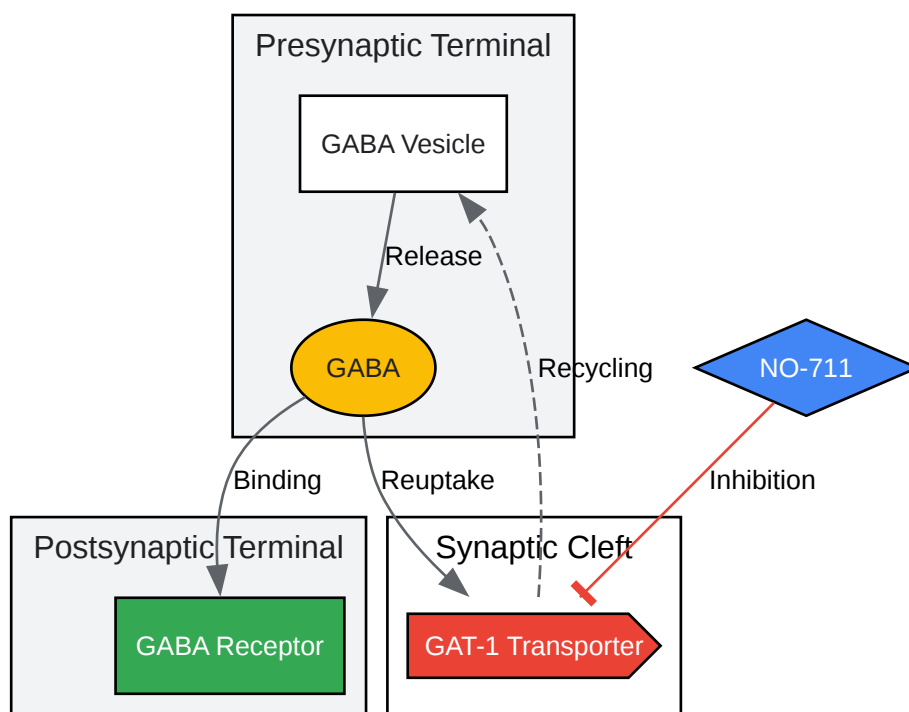 Presynaptic Terminal
GABA Vesicle
Release
GABA
Recycling
NO-711
Binding
Reuptake
Inhibition
Postsynaptic Terminal
Synaptic Cleft
GABA Receptor
GAT-1 Transporter